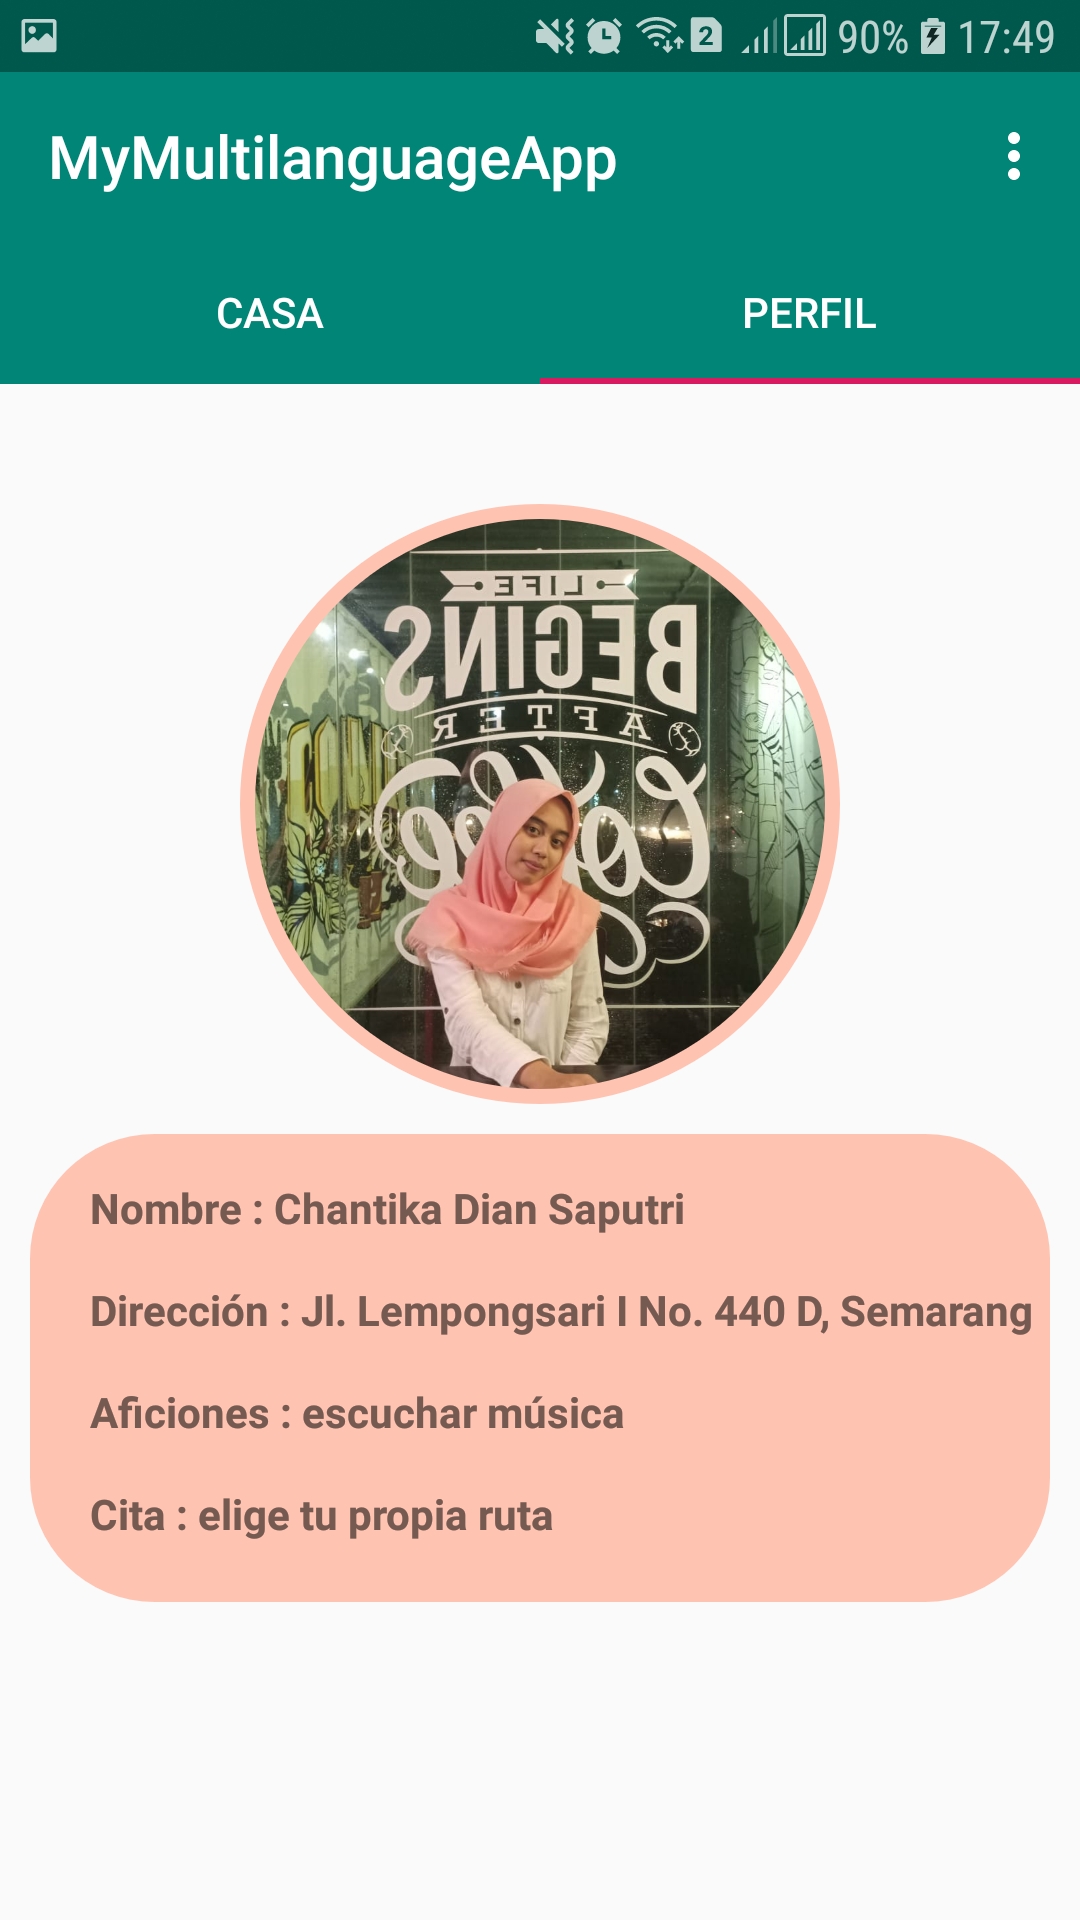 90% 17:49
MyMultilanguageApp
CASA PERFIL
LIFE
BEGINS
AFTER
Coffee
Nombre : Chantika Dian Saputri
Dirección : Jl. Lempongsari I No. 440 D, Semarang
Aficiones : escuchar música
Cita : elige tu propia ruta